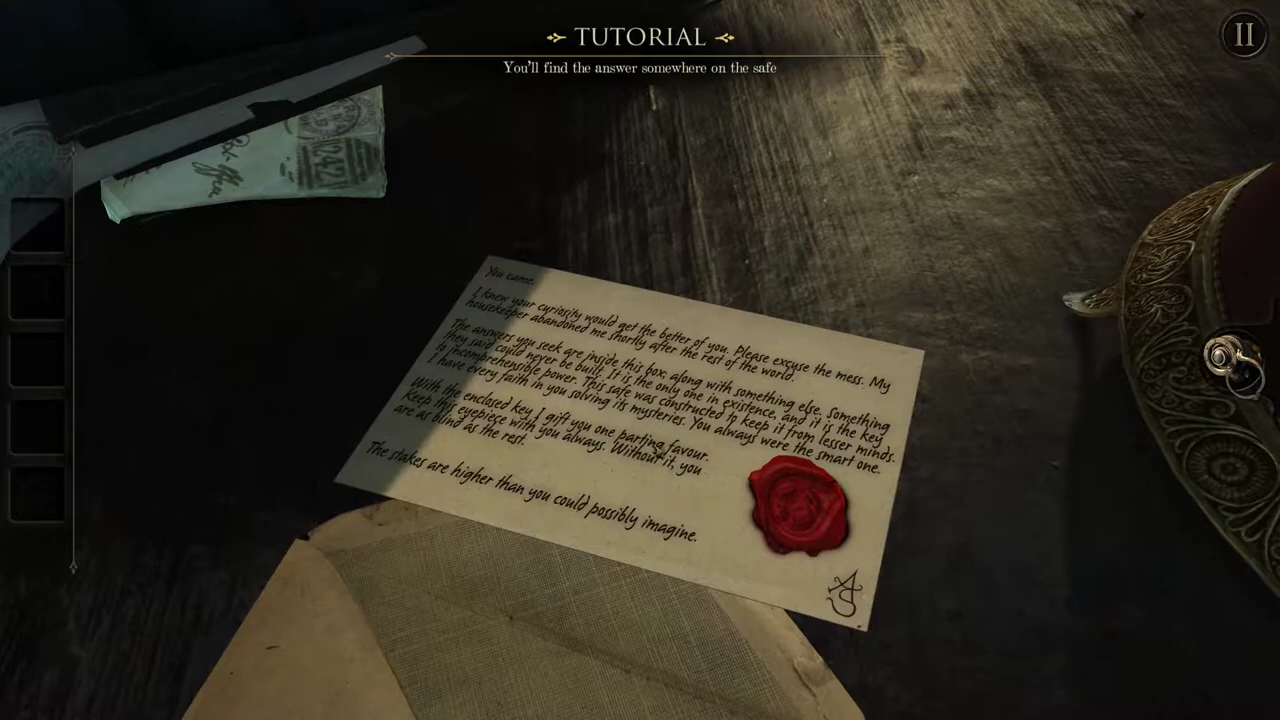 TUTORIAL
You'll find the answer somewhere on the safe
242
You came.
I knew your curiosity would get the better of you. Please excuse the mess. My
housekeeper abandoned me shortly after the rest of the world.
The answers you seek are inside this box: along with something else. Something
they said could never be built. It is the only one in existence, and it is the key
to incomprehensible power. This safe was constructed to keep it from lesser minds.
I have every faith in you solving its mysteries. You always were the smart one.
With the enclosed key I gift you one parting favour.
Keep this eyepiece with you always. Without it, you
are as blind as the rest.
The stakes are higher than you could possibly imagine.